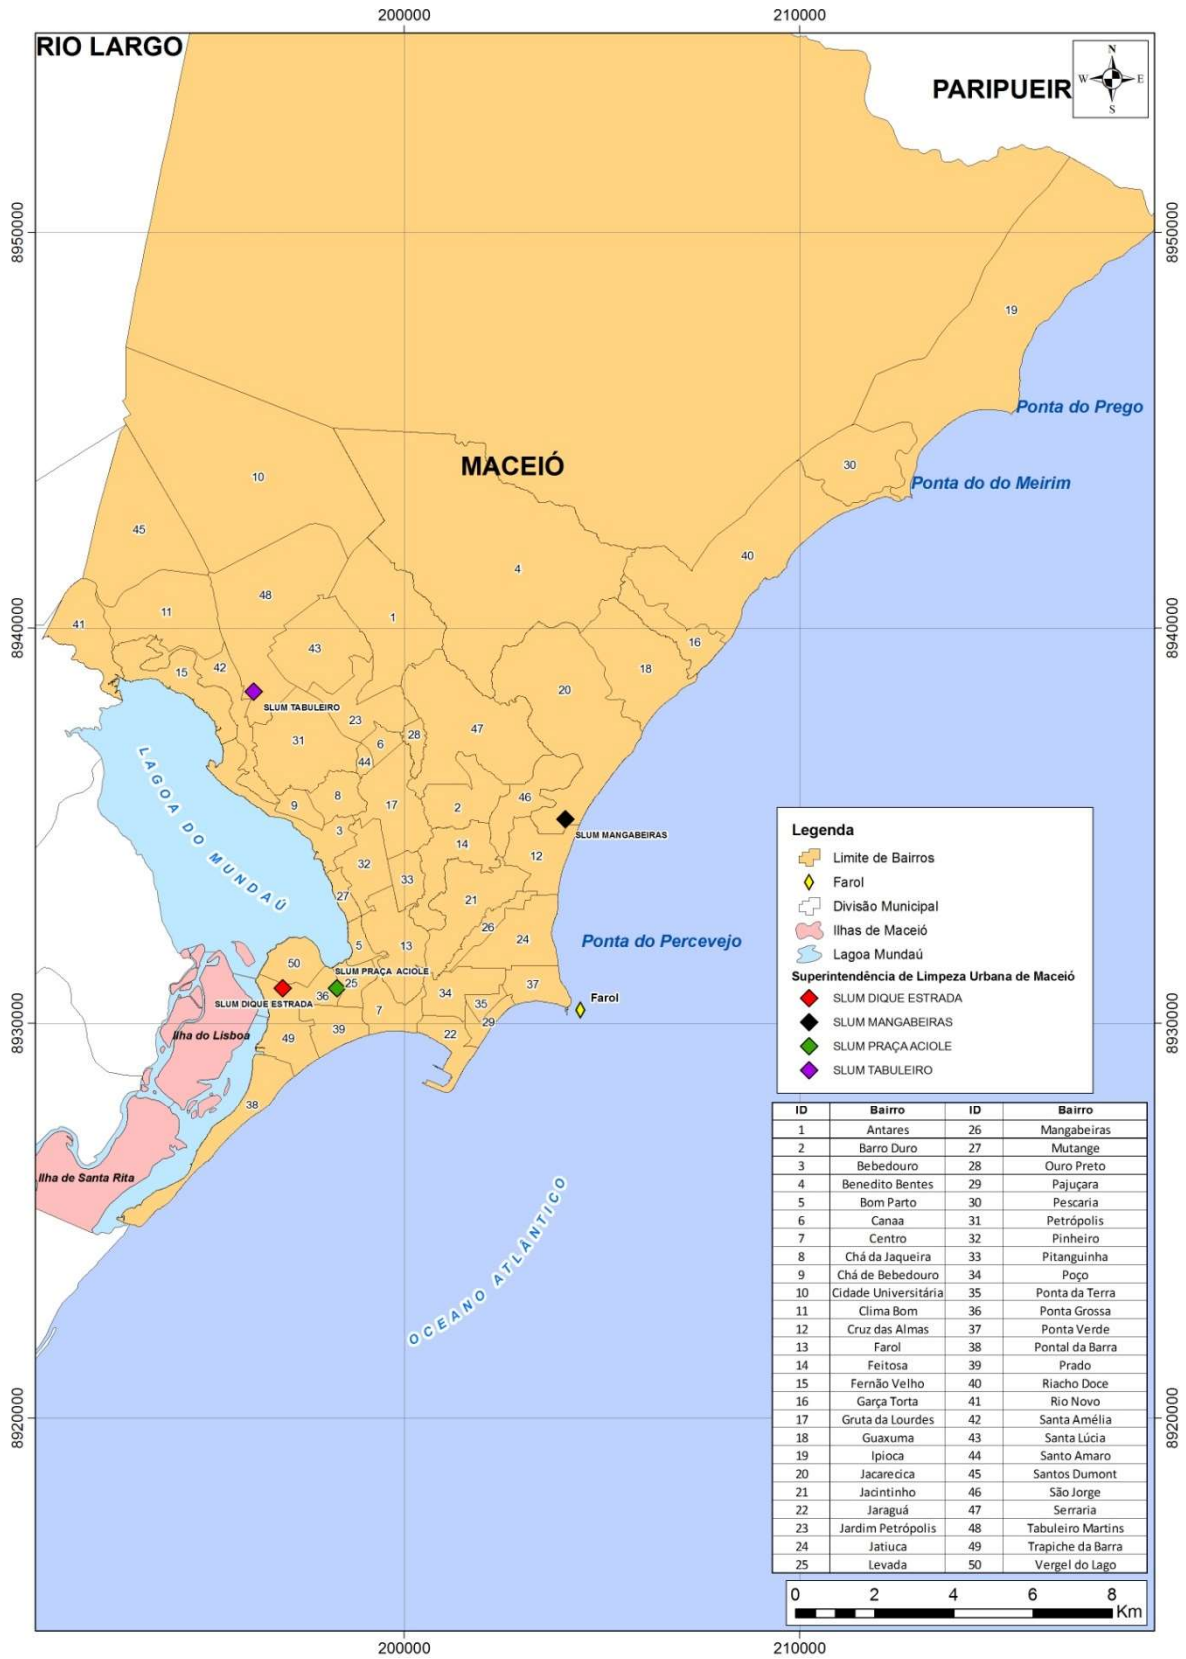 200000
210000
RIO LARGO
PARIPUEIR
N
W
E
S
8950000
8950000
19
Ponta do Prego
MACEIÓ
30
10
Ponta do do Meirim
45
40
4
48
11
1
8940000
8940000
41
16
43
18
42
15
20
SLUM TABULEIRO
23
47
28
31
6
LAGOA DO MUNDAÚ
44
8
46
9
17
2
SLUM MANGABEIRAS
3
14
12
32
33
27
21
26
24
Ponta do Percevejo
5
13
50
SLUM PRAÇA ACIOLE
25
37
36
34
Farol
SLUM DIQUE ESTRADA
35
7
29
8930000
8930000
39
22
49
Ilha do Lisboa
38
Ilha de Santa Rita
OCEANO ATLÂNTICO
8920000
8920000
Legenda
Limite de Bairros
Farol
Divisão Municipal
Ilhas de Maceió
Lagoa Mundaú
Superintendência de Limpeza Urbana de Maceió
SLUM DIQUE ESTRADA
SLUM MANGABEIRAS
SLUM PRAÇA ACIOLE
SLUM TABULEIRO
ID Bairro ID Bairro
1 Antares 26 Mangabeiras
2 Barro Duro 27 Mutange
3 Bebedouro 28 Ouro Preto
4 Benedito Bentes 29 Pajuçara
5 Bom Parto 30 Pescaria
6 Canaa 31 Petrópolis
7 Centro 32 Pinheiro
8 Chá da Jaqueira 33 Pitanguinha
9 Chá de Bebedouro 34 Poço
10 Cidade Universitária 35 Ponta da Terra
11 Clima Bom 36 Ponta Grossa
12 Cruz das Almas 37 Ponta Verde
13 Farol 38 Pontal da Barra
14 Feitosa 39 Prado
15 Fernão Velho 40 Riacho Doce
16 Garça Torta 41 Rio Novo
17 Gruta da Lourdes 42 Santa Amélia
18 Guaxuma 43 Santa Lúcia
19 Ipioca 44 Santo Amaro
20 Jacarecica 45 Santos Dumont
21 Jacintinho 46 São Jorge
22 Jaraguá 47 Serraria
23 Jardim Petrópolis 48 Tabuleiro Martins
24 Jatiuca 49 Trapiche da Barra
25 Levada 50 Vergel do Lago
0 2 4 6 8
Km
200000
210000